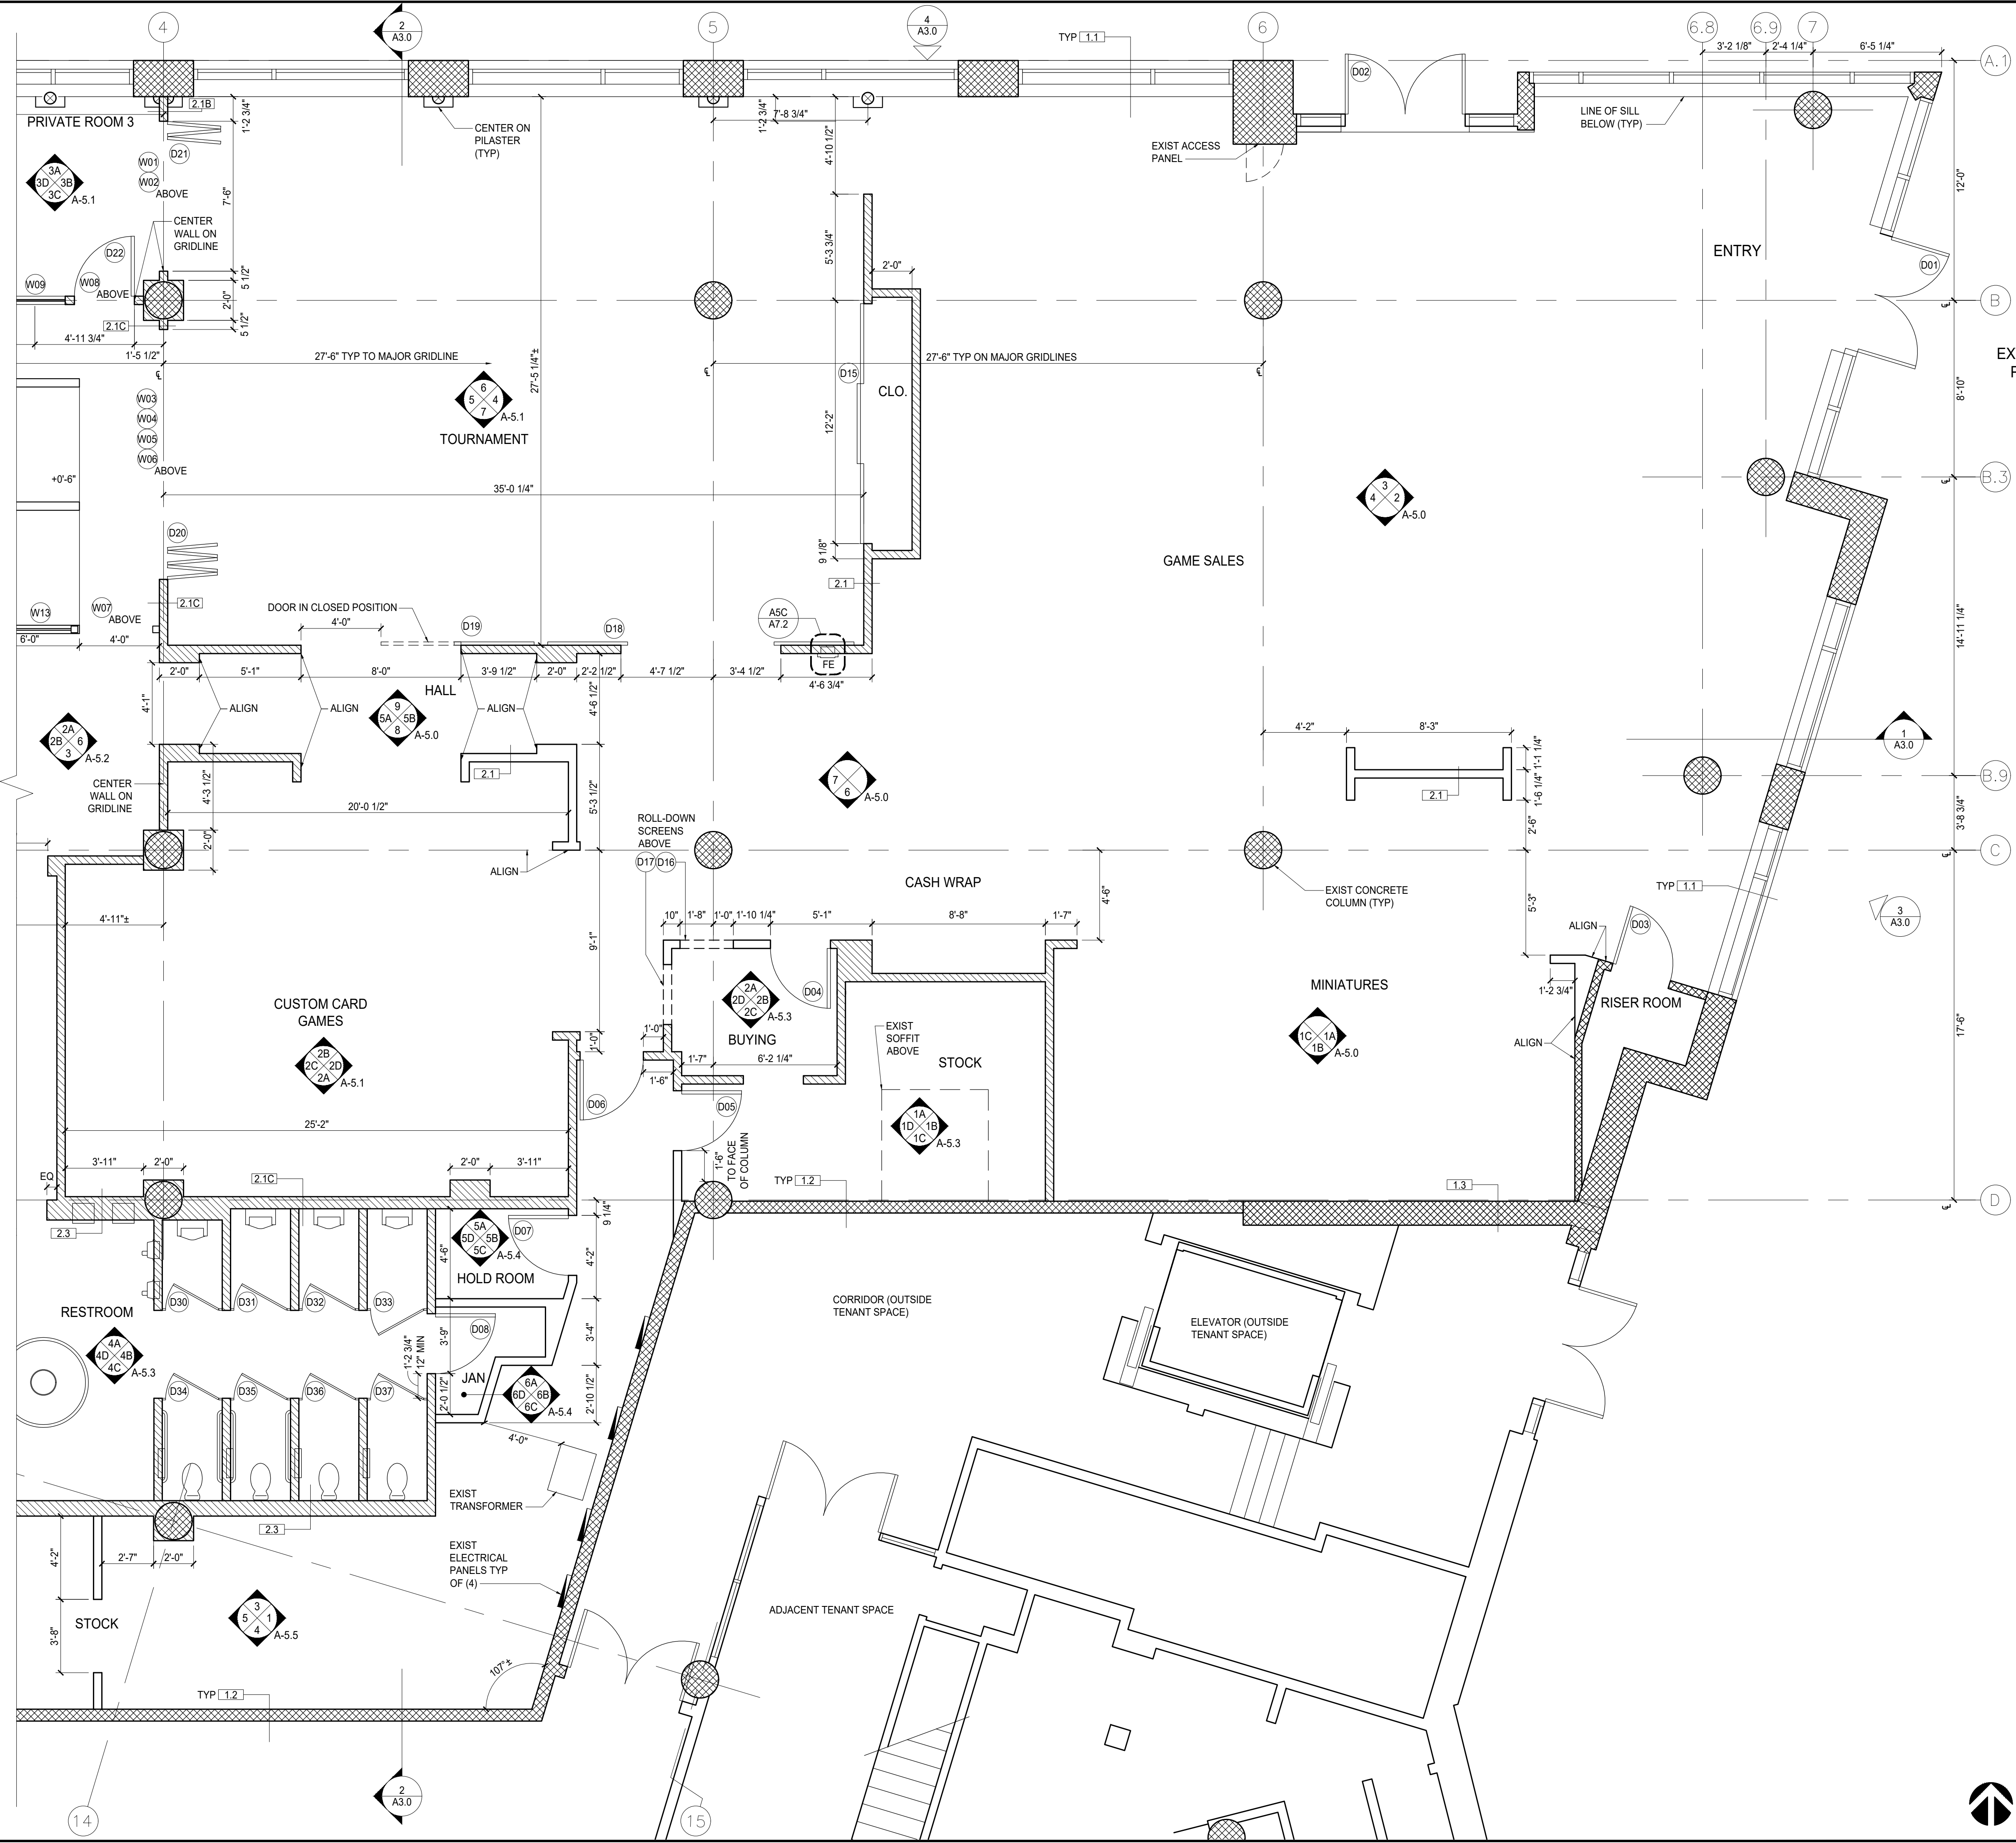 4
2
A3.0
5
4
A3.0
TYP 1.1
6
6.8
6.9
7
3'-2 1/8"
2'-4 1/4"
6'-5 1/4"
A.1
D02
PRIVATE ROOM 3
2.1B
1'-2 3/4"
CENTER ON
PILASTER
(TYP)
1'-2 3/4"
7'-8 3/4"
4'-10 1/2"
EXIST ACCESS
PANEL
LINE OF SILL
BELOW (TYP)
D21
3A
3D 3B
3C
A-5.1
W01
W02
ABOVE
7'-6"
12'-0"
CENTER
WALL ON
GRIDLINE
5'-3 3/4"
ENTRY
D22
D01
2'-0"
W09
W08
ABOVE
5 1/2"
2'-0"
5 1/2"
B
2.1C
4'-11 3/4"
1'-5 1/2"
27'-6" TYP TO MAJOR GRIDLINE
27'-5 1/4"±
27'-6" TYP ON MAJOR GRIDLINES
D15
CLO.
8'-10"
6
5 4
7
A-5.1
TOURNAMENT
W03
W04
W05
W06
ABOVE
12'-2"
+0'-6"
35'-0 1/4"
B.3
3
4 2
A-5.0
D20
9 1/8"
GAME SALES
2.1
2.1C
W13
W07
ABOVE
DOOR IN CLOSED POSITION
4'-0"
D19
D18
A5C
A7.2
FE
14'-11 1/4"
6'-0"
4'-0"
2'-0"
5'-1"
8'-0"
3'-9 1/2"
2'-0"
2'-2 1/2"
4'-7 1/2"
3'-4 1/2"
4'-6 3/4"
HALL
4'-1"
ALIGN
ALIGN
9
5A 5B
8
A-5.0
ALIGN
4'-6 1/2"
2A
2B 6
3
A-5.2
4'-2"
8'-3"
1
A3.0
1'-1 1/4"
1'-6 1/4"
2.1
2.1
7
6
A-5.0
B.9
CENTER
WALL ON
GRIDLINE
4'-3 1/2"
20'-0 1/2"
5'-3 1/2"
2'-6"
3'-8 3/4"
ROLL-DOWN
SCREENS
ABOVE
D17 D16
2'-0"
ALIGN
C
CASH WRAP
EXIST CONCRETE
COLUMN (TYP)
4'-6"
5'-3"
TYP 1.1
3
A3.0
4'-11"±
10"
1'-8"
1'-0"
1'-10 1/4"
5'-1"
8'-8"
1'-7"
9'-1"
ALIGN
D03
CUSTOM CARD
GAMES
2B
2C 2D
2A
A-5.1
2A
2D 2B
2C
A-5.3
BUYING
D04
MINIATURES
1'-2 3/4"
RISER ROOM
1C 1A
1B
A-5.0
ALIGN
17'-6"
EXIST
SOFFIT
ABOVE
STOCK
1'-0"
1'-0"
1'-7"
6'-2 1/4"
1'-6"
D06
D05
1A
1D 1B
1C
A-5.3
25'-2"
1'-6"
TO FACE
OF COLUMN
3'-11"
2'-0"
2'-0"
3'-11"
EQ
2.1C
TYP 1.2
1.3
D
2.3
9 1/4"
5A
5D 5B
5C
A-5.4
D07
4'-6"
4'-2"
HOLD ROOM
CORRIDOR (OUTSIDE
TENANT SPACE)
ELEVATOR (OUTSIDE
TENANT SPACE)
D30
D31
D32
D33
RESTROOM
4A
4D 4B
4C
A-5.3
D08
3'-9"
3'-4"
1'-2 3/4"
12" MIN
JAN
2'-0 1/2"
6A
6D 6B
6C
A-5.4
2'-10 1/2"
D34
D35
D36
D37
4'-0"
EXIST
TRANSFORMER
2.3
EXIST
ELECTRICAL
PANELS TYP
OF (4)
4'-2"
2'-7"
2'-0"
3'-8"
STOCK
3
5 1
4
A-5.5
ADJACENT TENANT SPACE
107°±
TYP 1.2
14
2
A3.0
15